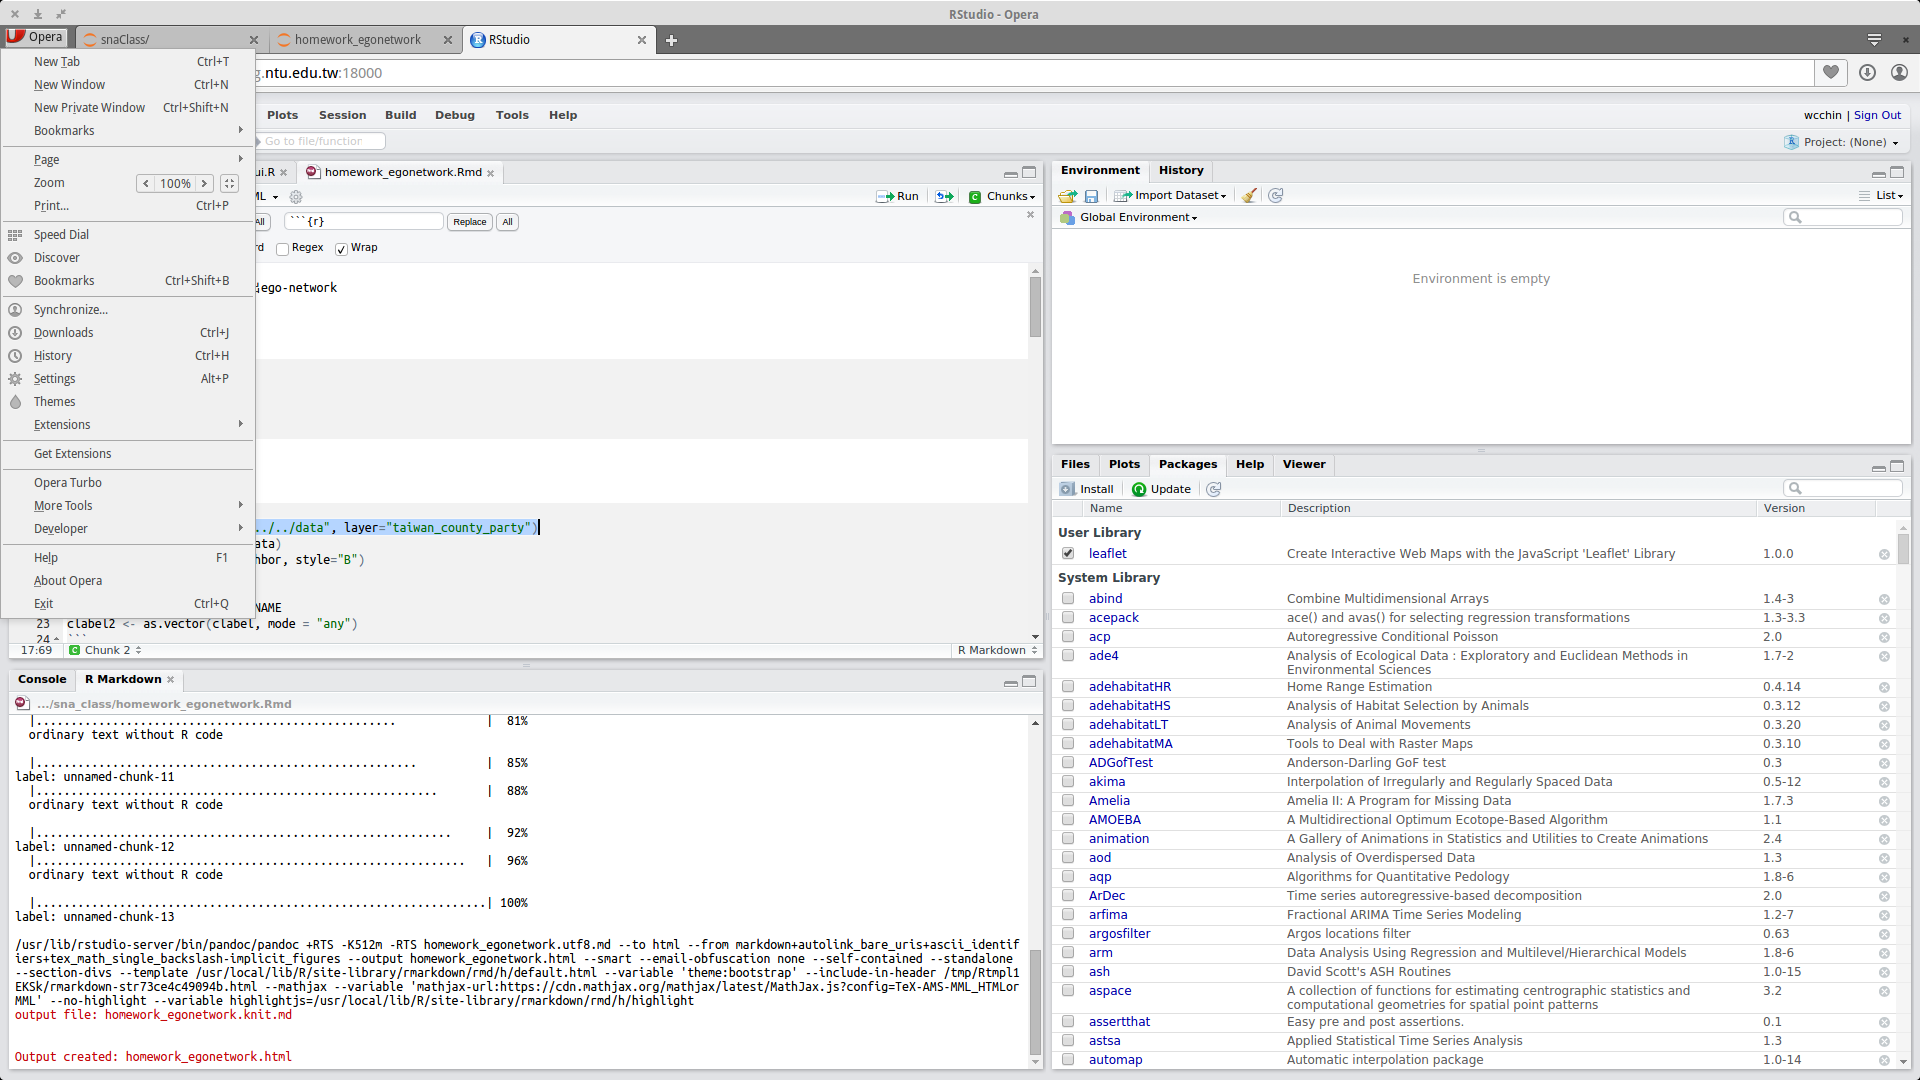 RStudio - Opera
Opera
snaClass/
homework_egonetwork
RStudio
.ntu.edu.tw:18000
New Tab Ctrl+T
New Window Ctrl+N
New Private Window Ctrl+Shift+N
Bookmarks
Page
Zoom 100%
Print... Ctrl+P
Speed Dial
Discover
Bookmarks Ctrl+Shift+B
Synchronize...
Downloads Ctrl+J
History Ctrl+H
Settings Alt+P
Themes
Extensions
Get Extensions
Opera Turbo
More Tools
Developer
Help F1
About Opera
Exit Ctrl+Q
Plots Session Build Debug Tools Help
wcchin | Sign Out
Go to file/function
Project: (None)
ui.R
homework_egonetwork.Rmd
ML
Run
Chunks
All
```{r}
Replace
All
rd
Regex
Wrap
ego-network
../../data", layer="taiwan_county_party")
ata)
hbor, style="B")
NAME
23 clabel2 <- as.vector(clabel, mode = "any")
24 ```
17:69 Chunk 2 R Markdown
Console R Markdown
.../sna_class/homework_egonetwork.Rmd
|................................................... | 81%
ordinary text without R code
|...................................................... | 85%
label: unnamed-chunk-11
|......................................................... | 88%
ordinary text without R code
|........................................................... | 92%
label: unnamed-chunk-12
|............................................................. | 96%
ordinary text without R code
|................................................................| 100%
label: unnamed-chunk-13
/usr/lib/rstudio-server/bin/pandoc/pandoc +RTS -K512m -RTS homework_egonetwork.utf8.md --to html --from markdown+autolink_bare_uris+ascii_identif
iers+tex_math_single_backslash-implicit_figures --output homework_egonetwork.html --smart --email-obfuscation none --self-contained --standalone
--section-divs --template /usr/local/lib/R/site-library/rmarkdown/rmd/h/default.html --variable 'theme:bootstrap' --include-in-header /tmp/Rtmpl1
EKSk/rmarkdown-str73ce4c49094b.html --mathjax --variable 'mathjax-url:https://cdn.mathjax.org/mathjax/latest/MathJax.js?config=TeX-AMS-MML_HTMLor
MML' --no-highlight --variable highlightjs=/usr/local/lib/R/site-library/rmarkdown/rmd/h/highlight
output file: homework_egonetwork.knit.md
Output created: homework_egonetwork.html
Environment History
Import Dataset
List
Global Environment
Environment is empty
Files Plots Packages Help Viewer
Install Update
Name Description Version
User Library
leaflet Create Interactive Web Maps with the JavaScript 'Leaflet' Library 1.0.0
System Library
abind Combine Multidimensional Arrays 1.4-3
acepack ace() and avas() for selecting regression transformations 1.3-3.3
acp Autoregressive Conditional Poisson 2.0
ade4 Analysis of Ecological Data : Exploratory and Euclidean Methods in 1.7-2
Environmental Sciences
adehabitatHR Home Range Estimation 0.4.14
adehabitatHS Analysis of Habitat Selection by Animals 0.3.12
adehabitatLT Analysis of Animal Movements 0.3.20
adehabitatMA Tools to Deal with Raster Maps 0.3.10
ADGofTest Anderson-Darling GoF test 0.3
akima Interpolation of Irregularly and Regularly Spaced Data 0.5-12
Amelia Amelia II: A Program for Missing Data 1.7.3
AMOEBA A Multidirectional Optimum Ecotope-Based Algorithm 1.1
animation A Gallery of Animations in Statistics and Utilities to Create Animations 2.4
aod Analysis of Overdispersed Data 1.3
aqp Algorithms for Quantitative Pedology 1.8-6
ArDec Time series autoregressive-based decomposition 2.0
arfima Fractional ARIMA Time Series Modeling 1.2-7
argosfilter Argos locations filter 0.63
arm Data Analysis Using Regression and Multilevel/Hierarchical Models 1.8-6
ash David Scott's ASH Routines 1.0-15
aspace A collection of functions for estimating centrographic statistics and 3.2
computational geometries for spatial point patterns
assertthat Easy pre and post assertions. 0.1
astsa Applied Statistical Time Series Analysis 1.3
automap Automatic interpolation package 1.0-14